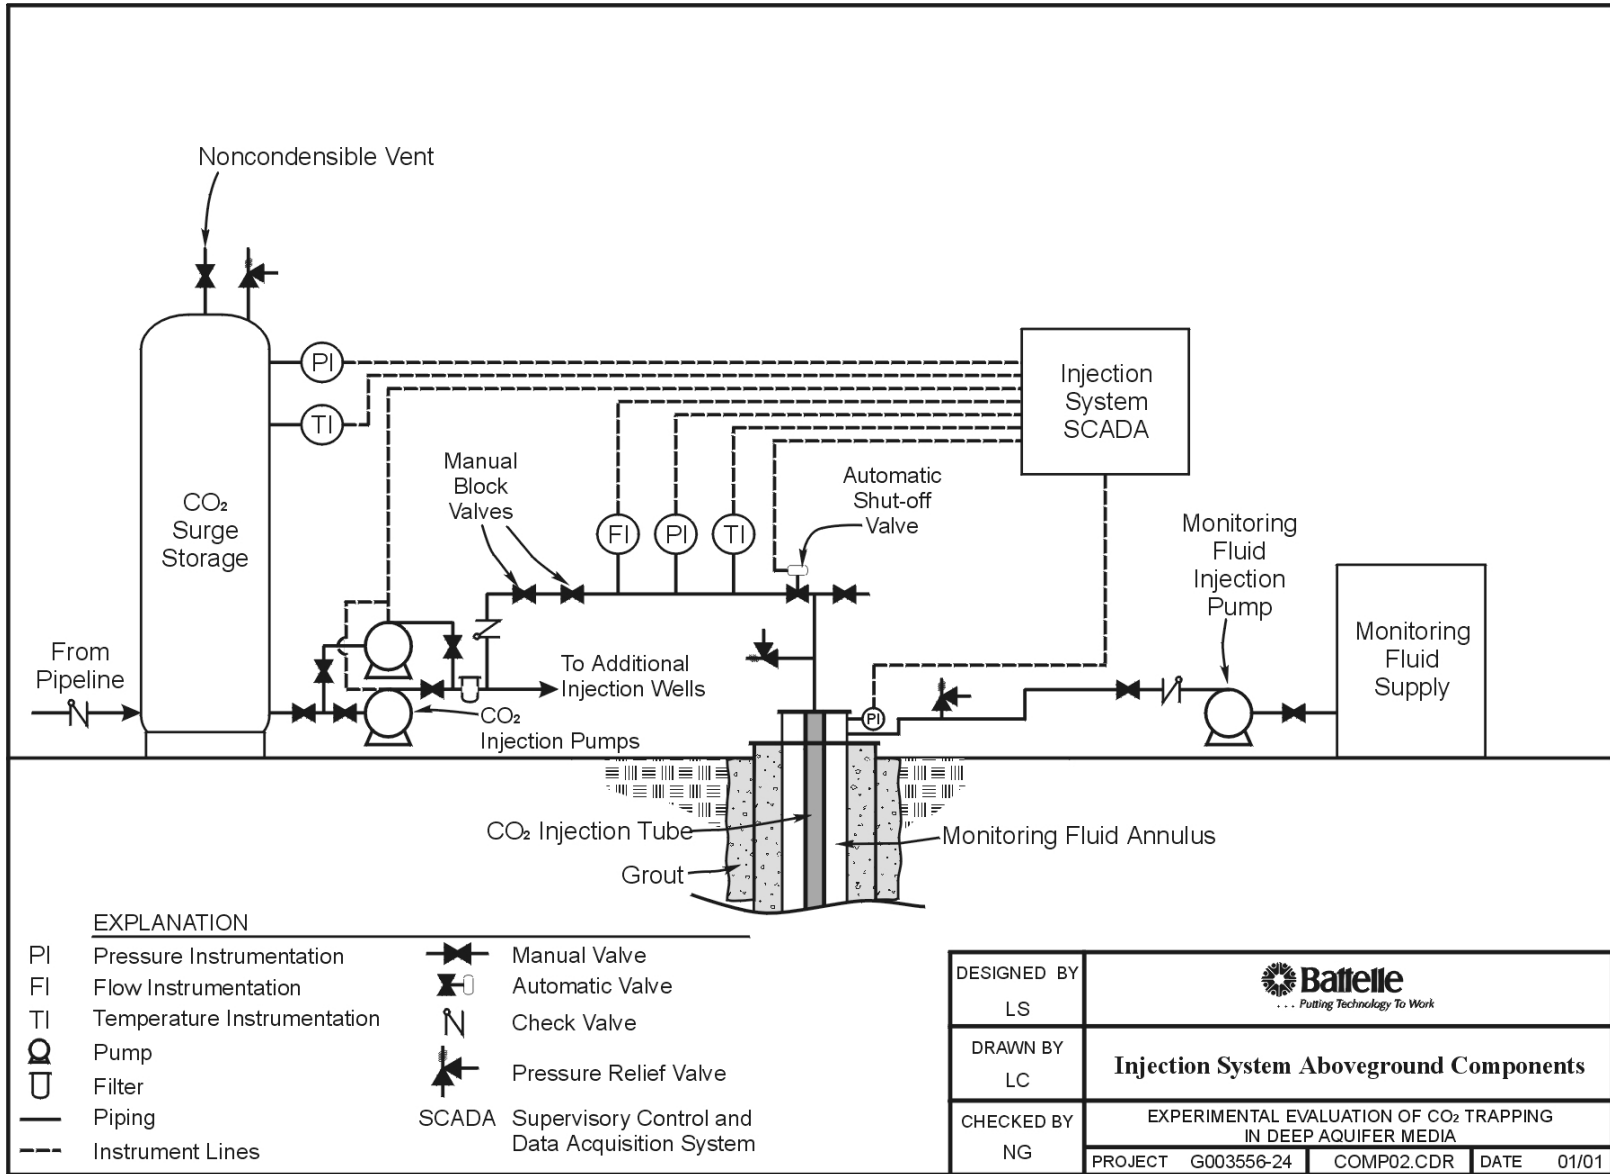 Noncondensible Vent
PI
TI
CO₂
Surge
Storage
From
Pipeline
Manual
Block
Valves
FI
PI
TI
Automatic
Shut-off
Valve
Injection
System
SCADA
To Additional
Injection Wells
CO₂
Injection Pumps
PI
Monitoring
Fluid
Injection
Pump
Monitoring
Fluid
Supply
CO₂ Injection Tube
Monitoring Fluid Annulus
Grout
EXPLANATION
PI Pressure Instrumentation
FI Flow Instrumentation
TI Temperature Instrumentation
Pump
Filter
Piping
Instrument Lines
Manual Valve
Automatic Valve
Check Valve
Pressure Relief Valve
SCADA Supervisory Control and
Data Acquisition System
DESIGNED BY
LS
DRAWN BY
LC
CHECKED BY
NG
Battelle
. . . Putting Technology To Work
Injection System Aboveground Components
EXPERIMENTAL EVALUATION OF CO₂ TRAPPING
IN DEEP AQUIFER MEDIA
PROJECT G003556-24 COMP02.CDR DATE 01/01